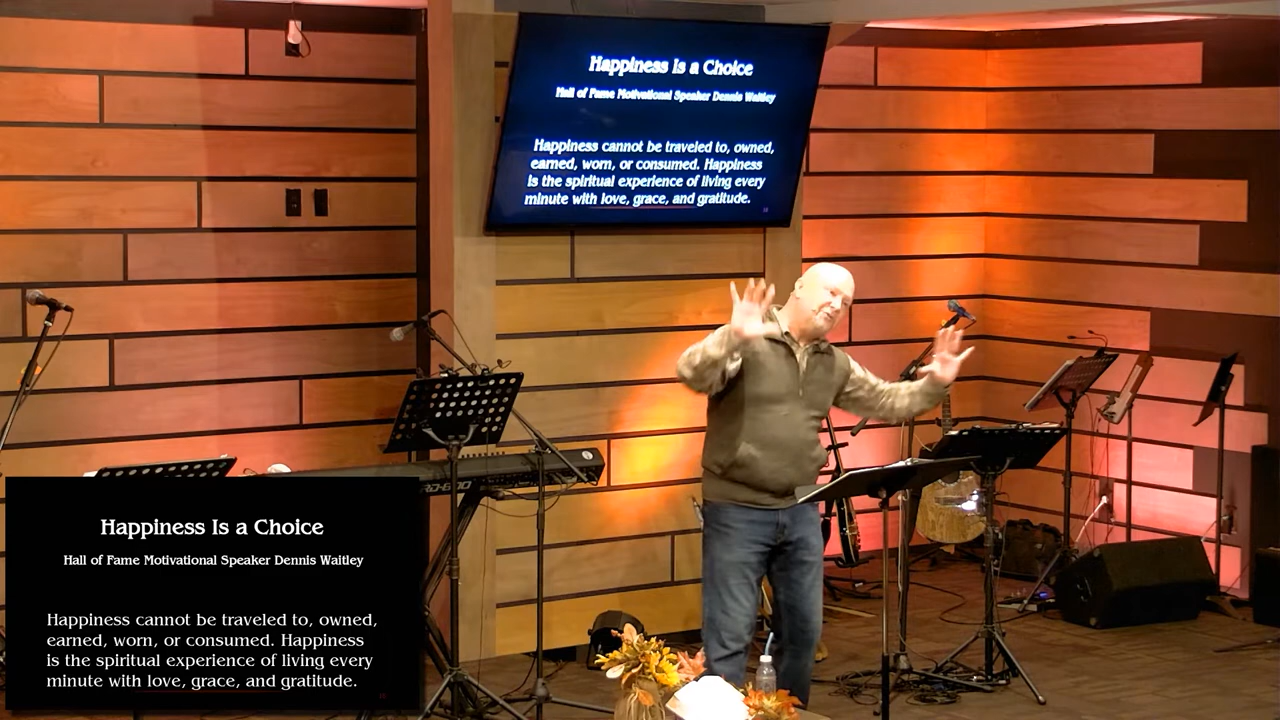 Happiness Is a Choice
Hall of Fame Motivational Speaker Dennis Waitley
Happiness cannot be traveled to, owned,
earned, worn, or consumed. Happiness
is the spiritual experience of living every
minute with love, grace, and gratitude.
RD-800
Happiness Is a Choice
Hall of Fame Motivational Speaker Dennis Waitley
Happiness cannot be traveled to, owned,
earned, worn, or consumed. Happiness
is the spiritual experience of living every
minute with love, grace, and gratitude.